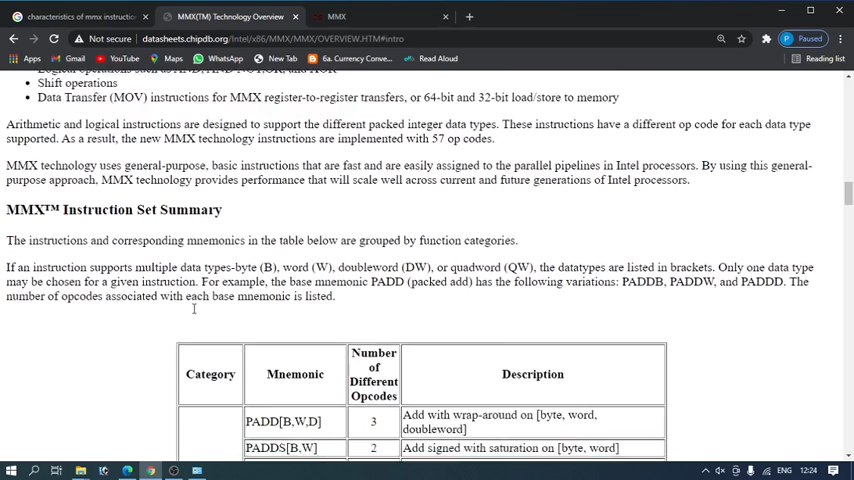 characteristics of mmx instructio
MMX(TM) Technology Overview
MMX
Not secure
datasheets.chipdb.org/Intel/x86/MMX/MMX/OVERVIEW.HTM#intro
Paused
Apps
Gmail
YouTube
Maps
WhatsApp
New Tab
6a. Currency Conve...
Read Aloud
Reading list
Logical operations such as AND, AND NOT, OR, and XOR
Shift operations
Data Transfer (MOV) instructions for MMX register-to-register transfers, or 64-bit and 32-bit load/store to memory
Arithmetic and logical instructions are designed to support the different packed integer data types. These instructions have a different op code for each data type
supported. As a result, the new MMX technology instructions are implemented with 57 op codes.
MMX technology uses general-purpose, basic instructions that are fast and are easily assigned to the parallel pipelines in Intel processors. By using this general-
purpose approach, MMX technology provides performance that will scale well across current and future generations of Intel processors.
MMX™ Instruction Set Summary
The instructions and corresponding mnemonics in the table below are grouped by function categories.
If an instruction supports multiple data types-byte (B), word (W), doubleword (DW), or quadword (QW), the datatypes are listed in brackets. Only one data type
may be chosen for a given instruction. For example, the base mnemonic PADD (packed add) has the following variations: PADDB, PADDW, and PADDD. The
number of opcodes associated with each base mnemonic is listed.
Category
Mnemonic
Number
of
Different
Opcodes
Description
PADD[B,W,D]
3
Add with wrap-around on [byte, word,
doubleword]
PADDS[B,W]
2
Add signed with saturation on [byte, word]
ENG
12:24